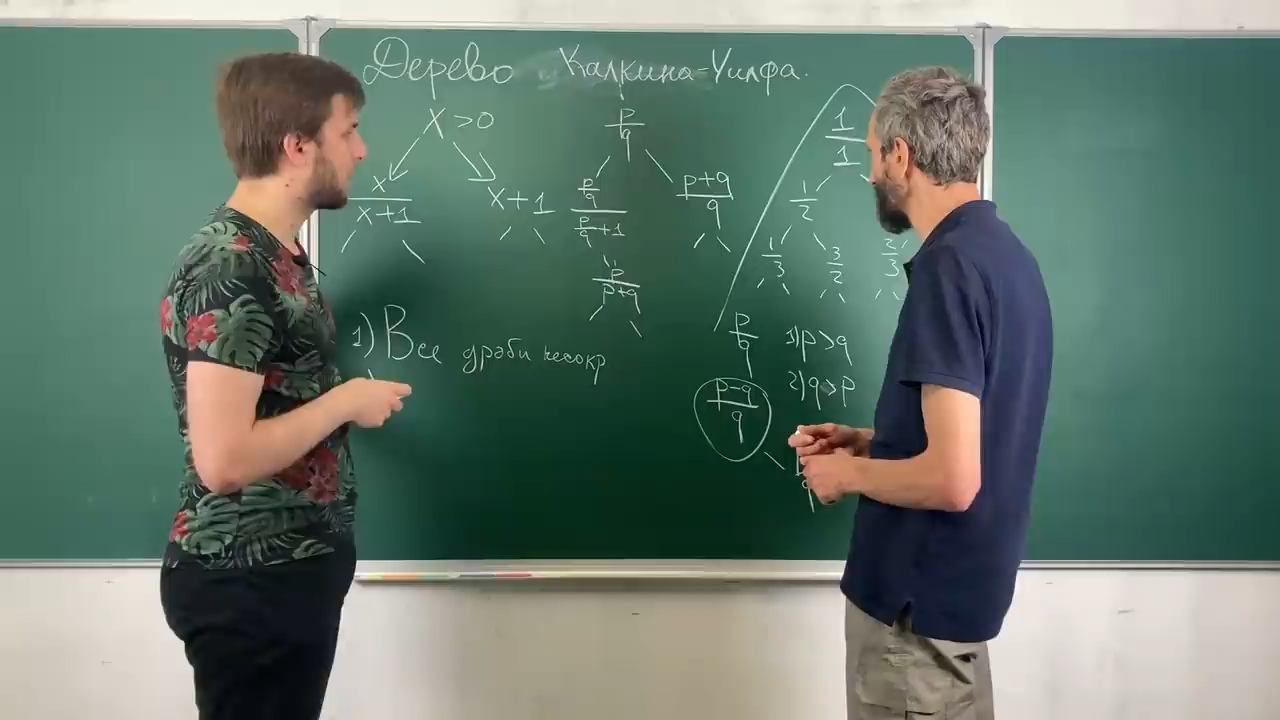 Дерево Калкина-Уилфа.
x > 0
x/(x+1) x+1
p/q
(p/q)/(p/q+1) (p+q)/q
p/(p+q)
1/1
1/2
1/3 3/2 2/3
1) Все дроби несокр
p/q 1) p>q
2) q>p
(p-q)/q